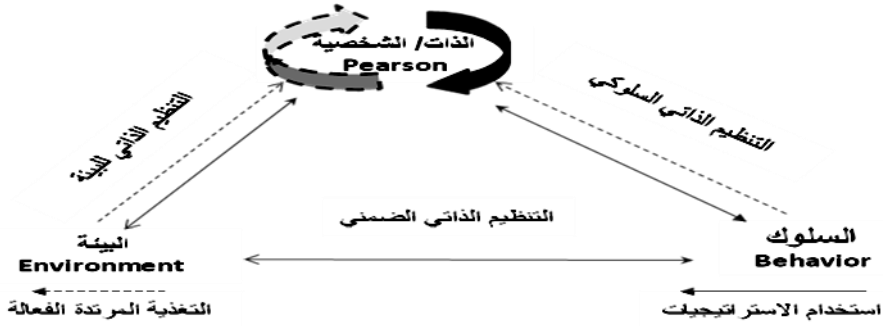 الذات/ الشخصية
Pearson
التنظيم الذاتي للبيئة
التنظيم الذاتي السلوكي
التنظيم الذاتي الضمني
البيئة
Environment
السلوك
Behavior
التغذية المرتدة الفعالة
استخدام الاستراتيجيات